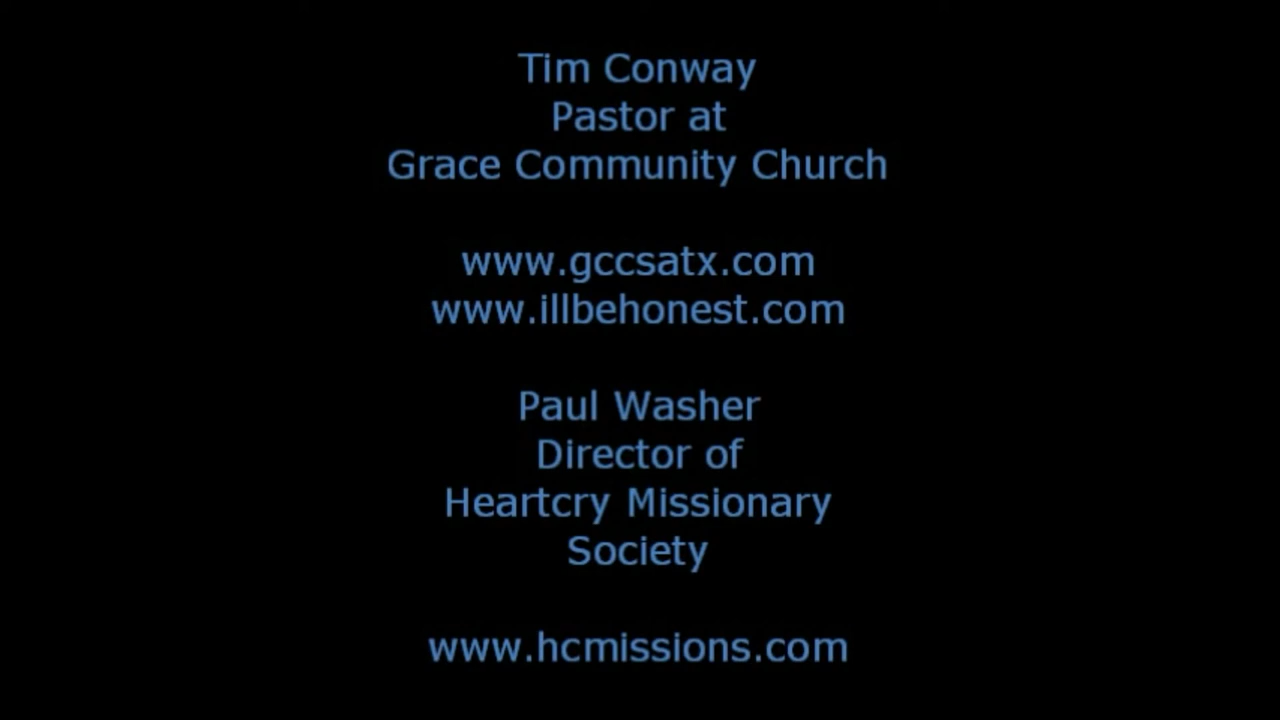 Tim Conway
Pastor at
Grace Community Church
www.gccsatx.com
www.illbehonest.com
Paul Washer
Director of
Heartcry Missionary
Society
www.hcmissions.com